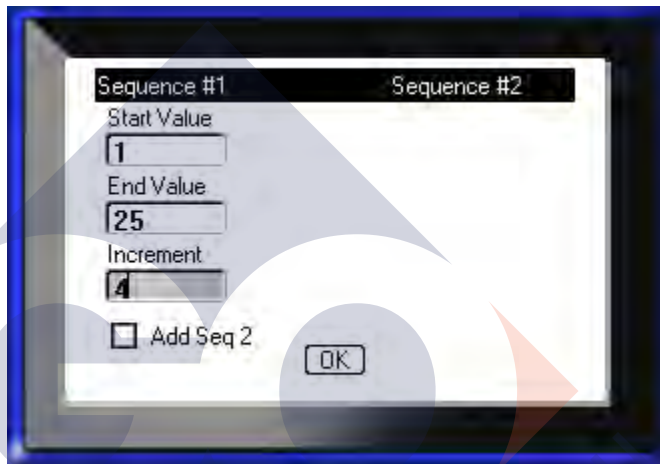 Sequence #1 Sequence #2
Start Value
1
End Value
25
Increment
4
Add Seq 2
OK